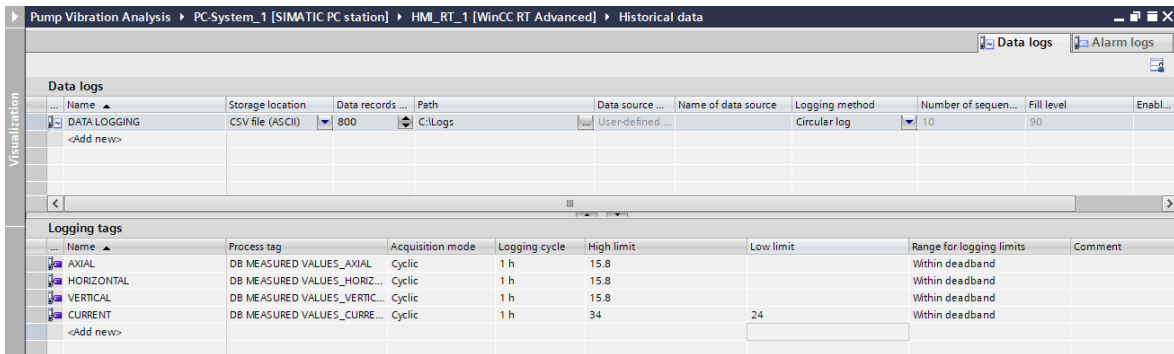 Pump Vibration Analysis ▸ PC-System_1 [SIMATIC PC station] ▸ HMI_RT_1 [WinCC RT Advanced] ▸ Historical data
Data logs Alarm logs
Visualization
Data logs
... Name Storage location Data records ... Path Data source ... Name of data source Logging method Number of sequen... Fill level Enabl...
DATA LOGGING CSV file (ASCII) 800 C:\Logs ... User-defined ... Circular log 10 90
<Add new>
Logging tags
... Name Process tag Acquisition mode Logging cycle High limit Low limit Range for logging limits Comment
AXIAL DB MEASURED VALUES_AXIAL Cyclic 1 h 15.8 Within deadband
HORIZONTAL DB MEASURED VALUES_HORIZ... Cyclic 1 h 15.8 Within deadband
VERTICAL DB MEASURED VALUES_VERTIC... Cyclic 1 h 15.8 Within deadband
CURRENT DB MEASURED VALUES_CURRE... Cyclic 1 h 34 24 Within deadband
<Add new>